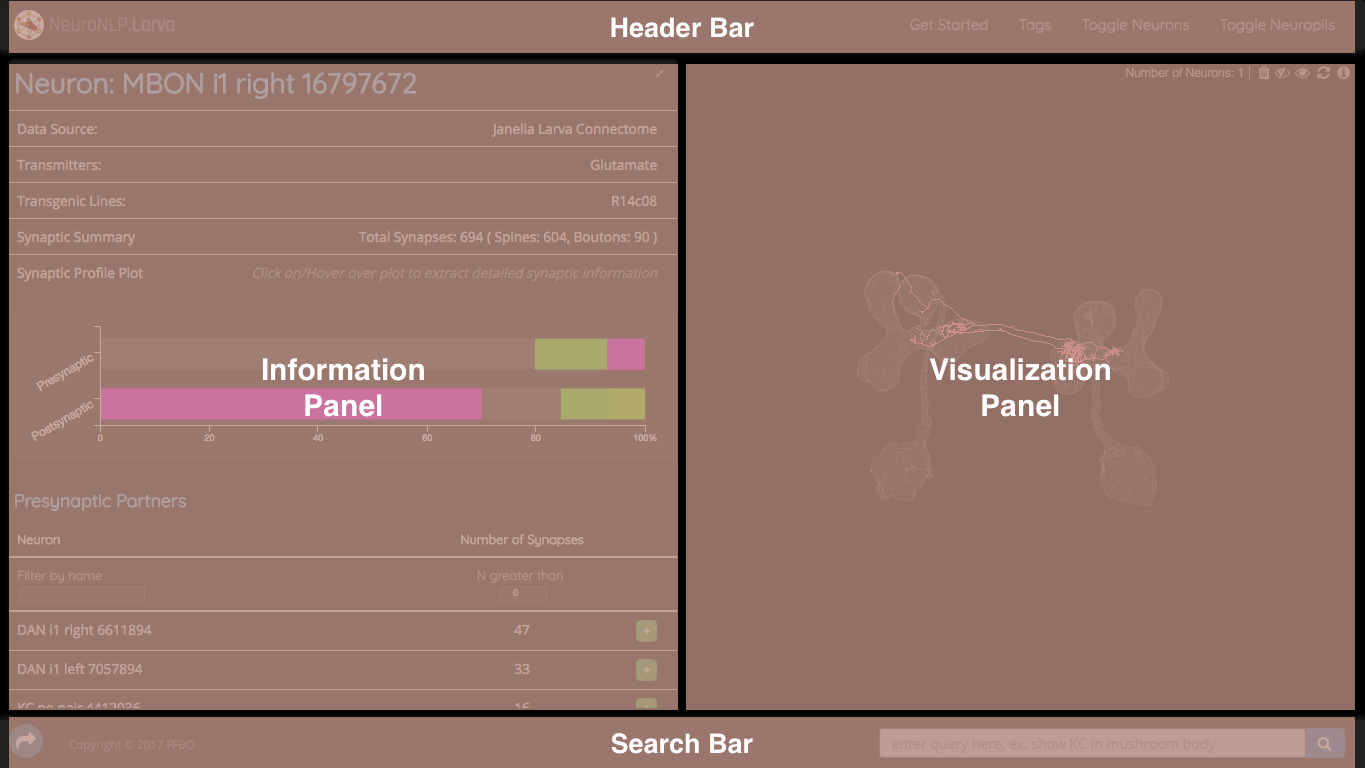 NeuroNLP.Larva
Header Bar
Get Started Tags Toggle Neurons Toggle Neuropils
Neuron: MBON i1 right 16797672
Data Source: Janelia Larva Connectome
Transmitters: Glutamate
Transgenic Lines: R14c08
Synaptic Summary Total Synapses: 694 ( Spines: 604, Boutons: 90 )
Synaptic Profile Plot Click on/Hover over plot to extract detailed synaptic information
Presynaptic
Postsynaptic
0 20 40 60 80 100%
Information
Panel
Presynaptic Partners
Neuron Number of Synapses
Filter by name N greater than
0
DAN i1 right 6611894 47 +
DAN i1 left 7057894 33 +
KC no pair 4412036 16
Number of Neurons: 1
Visualization
Panel
Copyright © 2017 FFBO
Search Bar
enter query here, ex. show KC in mushroom body